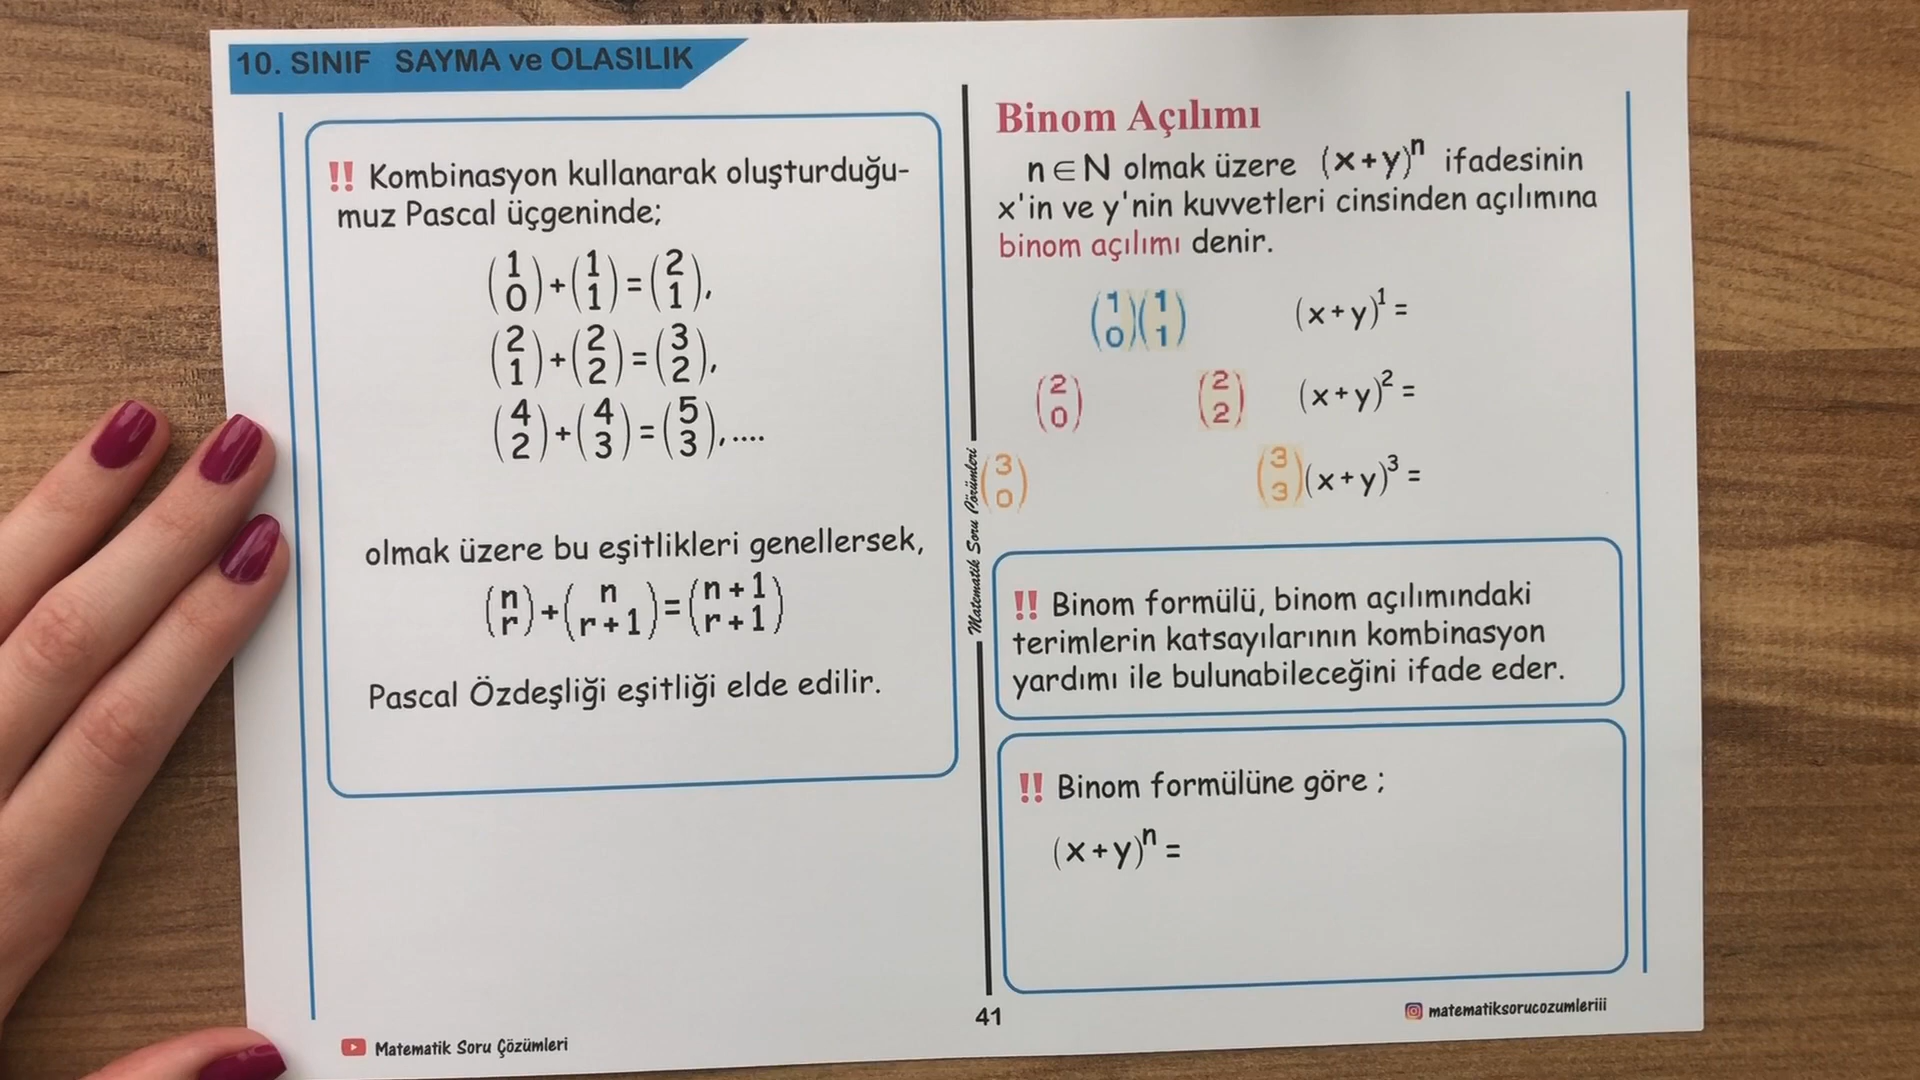 10. SINIF SAYMA ve OLASILIK
!! Kombinasyon kullanarak oluşturduğu-
muz Pascal üçgeninde;
(1 0) + (1 1) = (2 1),
(2 1) + (2 2) = (3 2),
(4 2) + (4 3) = (5 3), ....
olmak üzere bu eşitlikleri genellersek,
(n r) + (n r+1) = (n+1 r+1)
Pascal Özdeşliği eşitliği elde edilir.
Matematik Soru Çözümleri
Matematik Soru Çözümleri
Binom Açılımı
n∈N olmak üzere (x+y)ⁿ ifadesinin
x'in ve y'nin kuvvetleri cinsinden açılımına
binom açılımı denir.
(1 0)(1 1) (x+y)¹ =
(2 0) (2 2) (x+y)² =
(3 0) (3 3) (x+y)³ =
!! Binom formülü, binom açılımındaki
terimlerin katsayılarının kombinasyon
yardımı ile bulunabileceğini ifade eder.
!! Binom formülüne göre ;
(x+y)ⁿ =
41
matematiksorucozumleriii